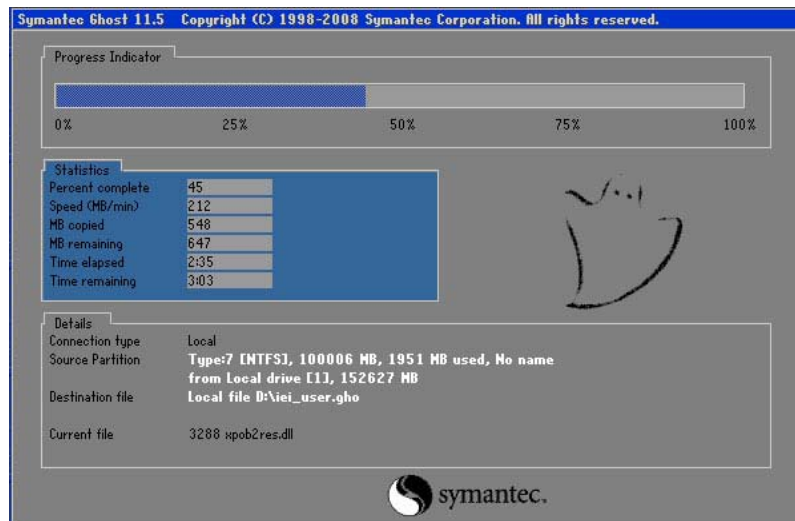 Symantec Ghost 11.5 Copyright (C) 1998-2008 Symantec Corporation. All rights reserved.
Progress Indicator
0% 25% 50% 75% 100%
Statistics
Percent complete 45
Speed (MB/min) 212
MB copied 548
MB remaining 647
Time elapsed 2:35
Time remaining 3:03
Details
Connection type Local
Source Partition Type:7 [NTFS], 100006 MB, 1951 MB used, No name
from Local drive [1], 152627 MB
Destination file Local file D:\iei_user.gho
Current file 3288 xpob2res.dll
symantec.